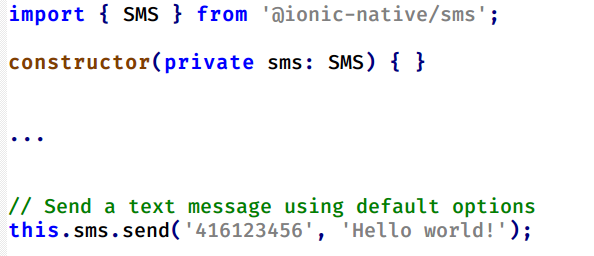 import { SMS } from '@ionic-native/sms';
constructor(private sms: SMS) { }
...
// Send a text message using default options
this.sms.send('416123456', 'Hello world!');